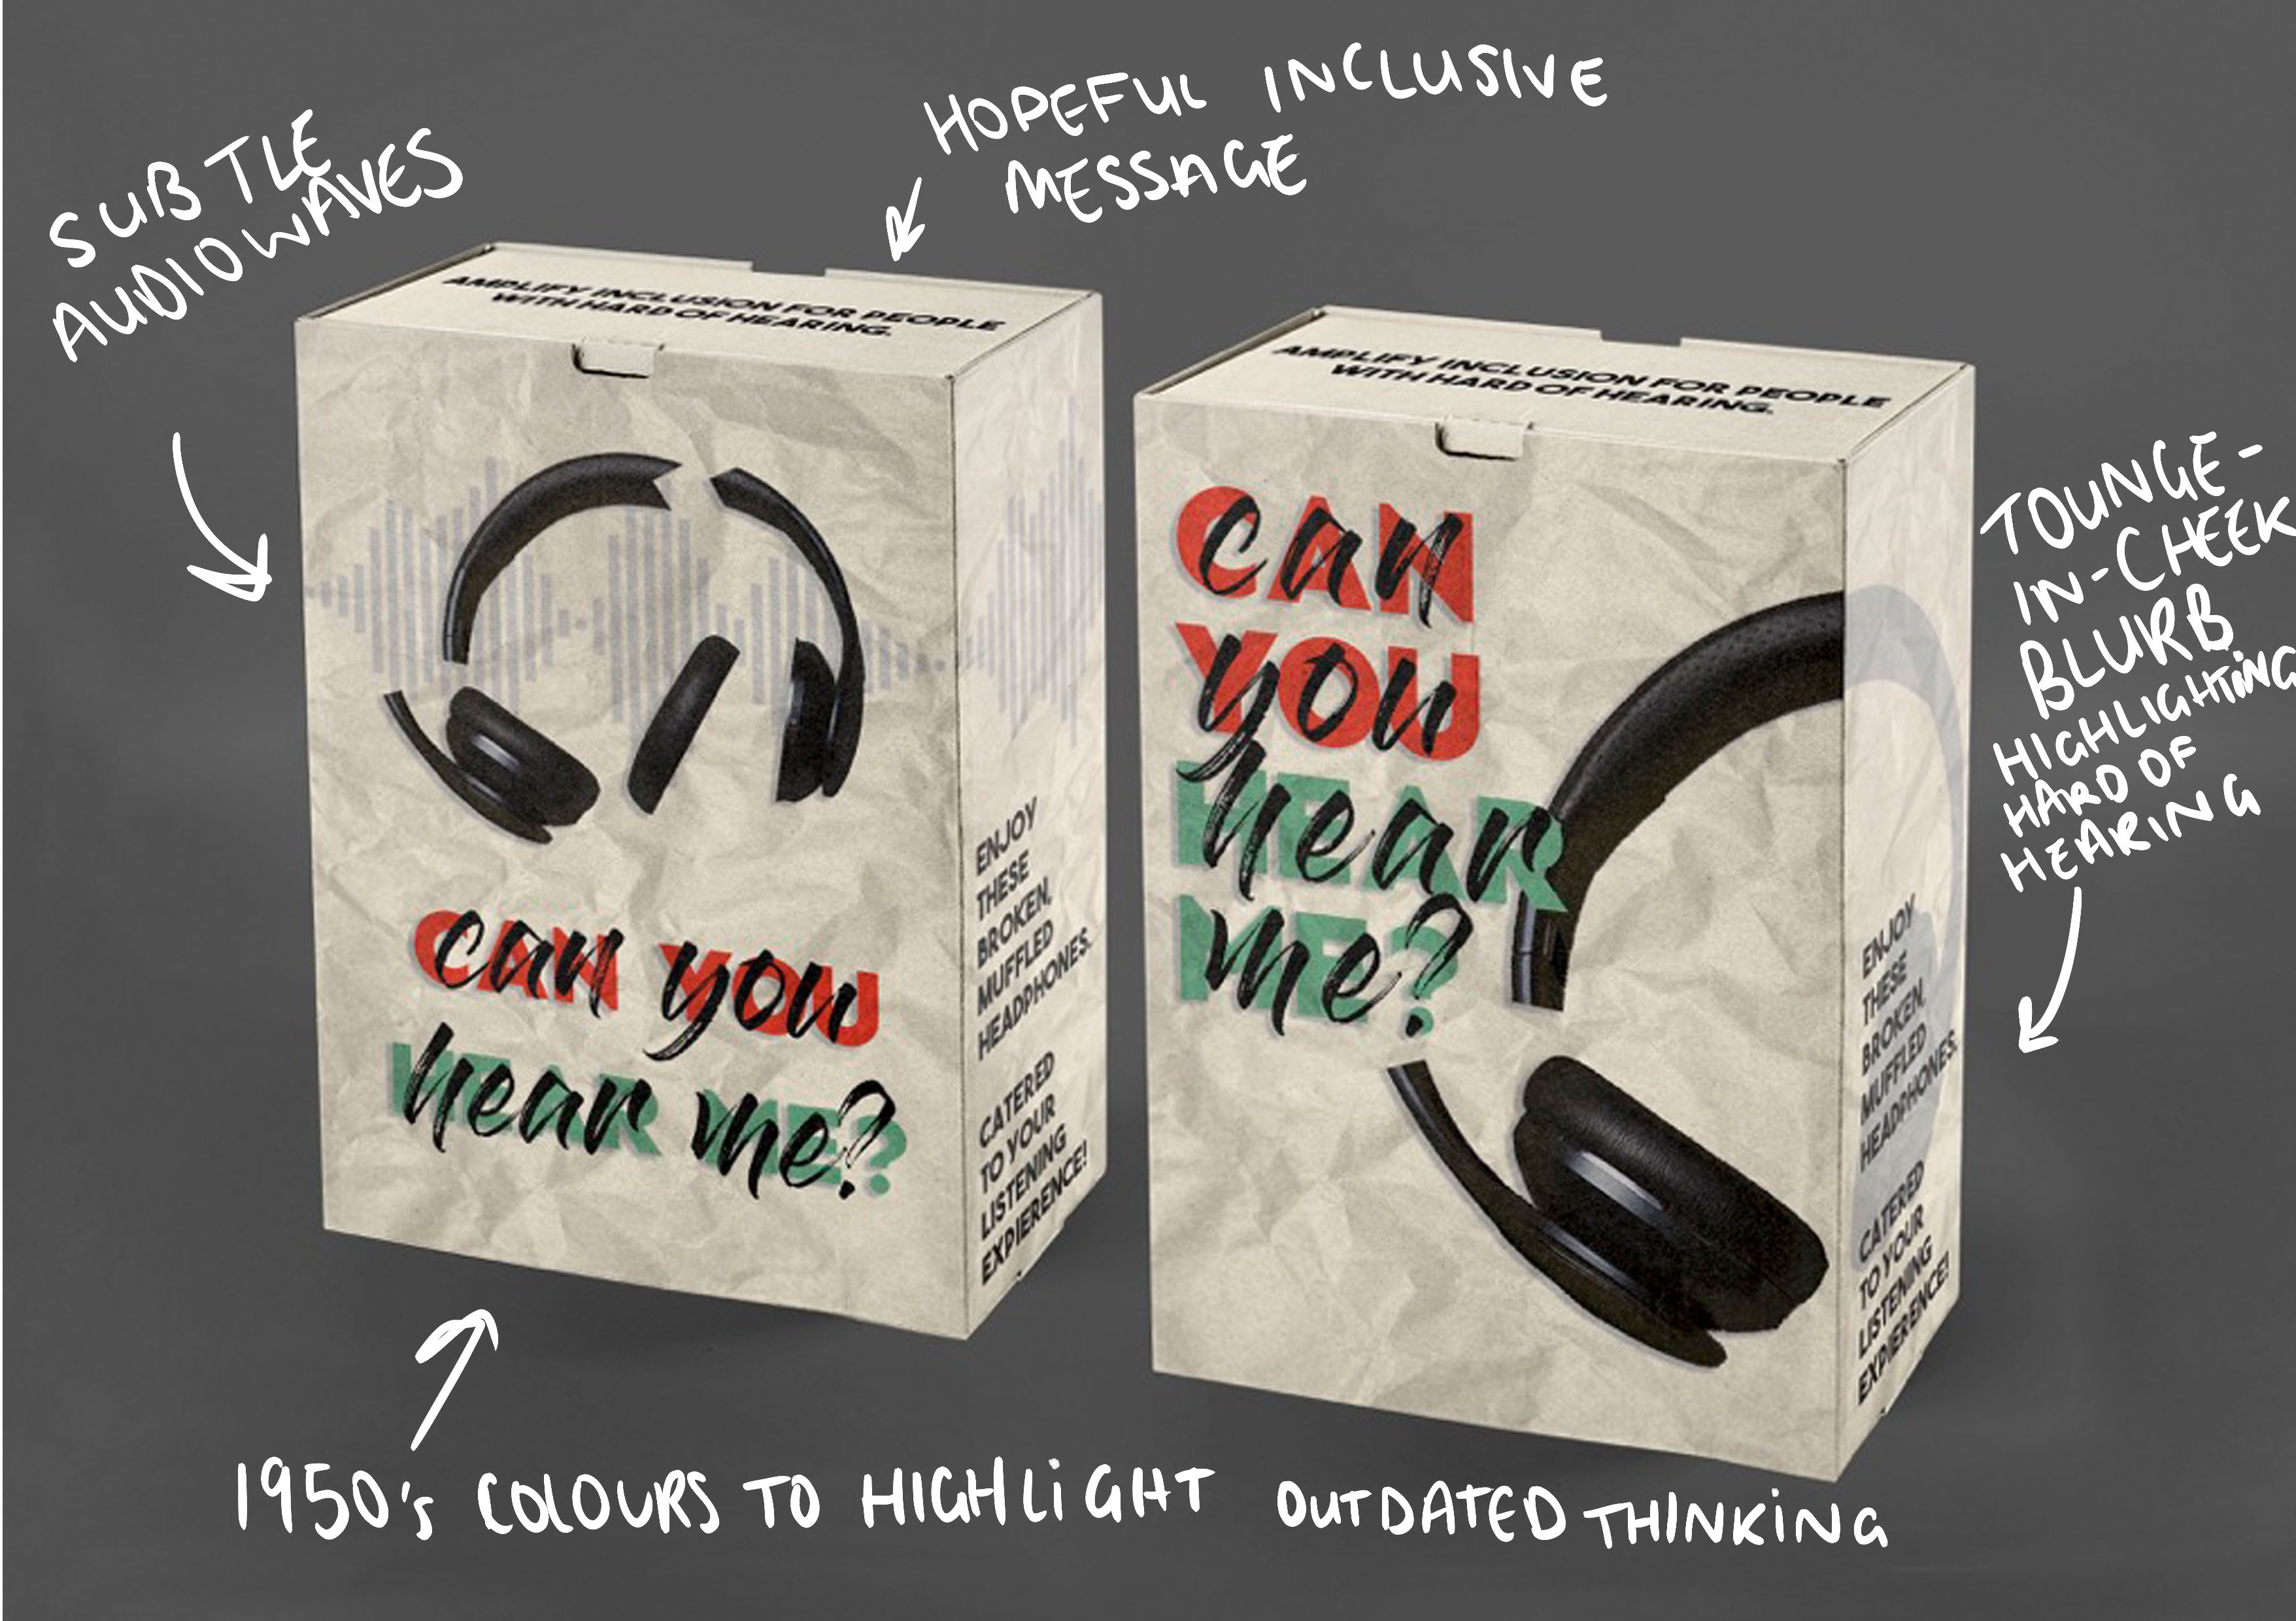 SUBTLE
AUDIOWAVES
HOPEFUL INCLUSIVE
MESSAGE
AMPLIFY INCLUSION FOR PEOPLE
WITH HARD OF HEARING.
CAN YOU
can you
HEAR ME?
hear me?
ENJOY
THESE
BROKEN,
MUFFLED
HEADPHONES.
CATERED
TO YOUR
LISTENING
EXPIERENCE!
AMPLIFY INCLUSION FOR PEOPLE
WITH HARD OF HEARING.
CAN
can
YOU
you
HEAR
hear
ME?
me?
ENJOY
THESE
BROKEN,
MUFFLED
HEADPHONES.
CATERED
TO YOUR
LISTENING
EXPIERENCE!
TOUNGE-
IN-CHEEK
BLURB
HIGHLIGHTING
HARD OF
HEARING
1950's COLOURS TO HIGHLIGHT OUTDATED THINKING